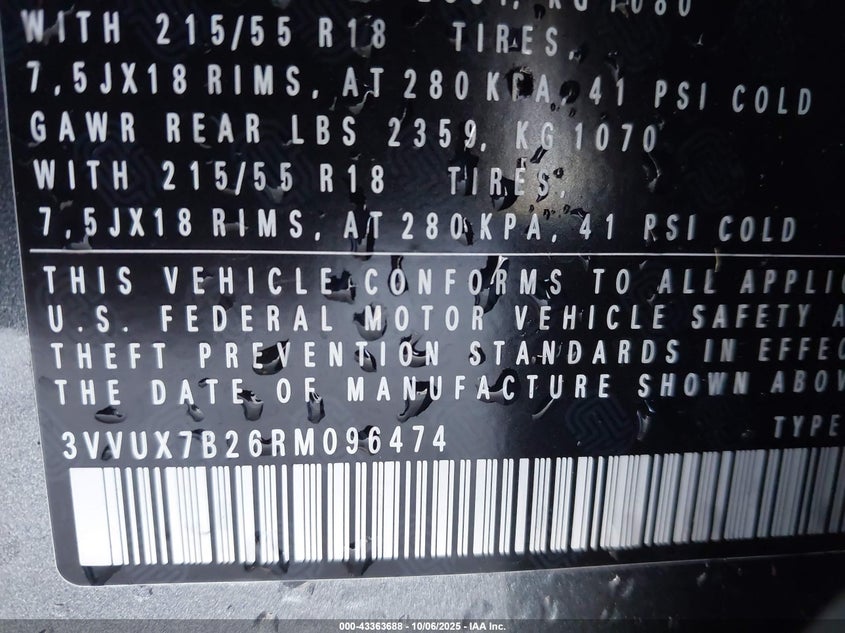 KG 1080
WITH 215/55 R18 TIRES,
7,5JX18 RIMS, AT 280 KPA, 41 PSI COLD
GAWR REAR LBS 2359, KG 1070
WITH 215/55 R18 TIRES,
7,5JX18 RIMS, AT 280 KPA, 41 PSI COLD
THIS VEHICLE CONFORMS TO ALL APPLIC
U.S. FEDERAL MOTOR VEHICLE SAFETY A
THEFT PREVENTION STANDARDS IN EFFEC
THE DATE OF MANUFACTURE SHOWN ABOV
3VVUX7B26RM096474 TYPE
000-43363688 - 10/06/2025 - IAA Inc.